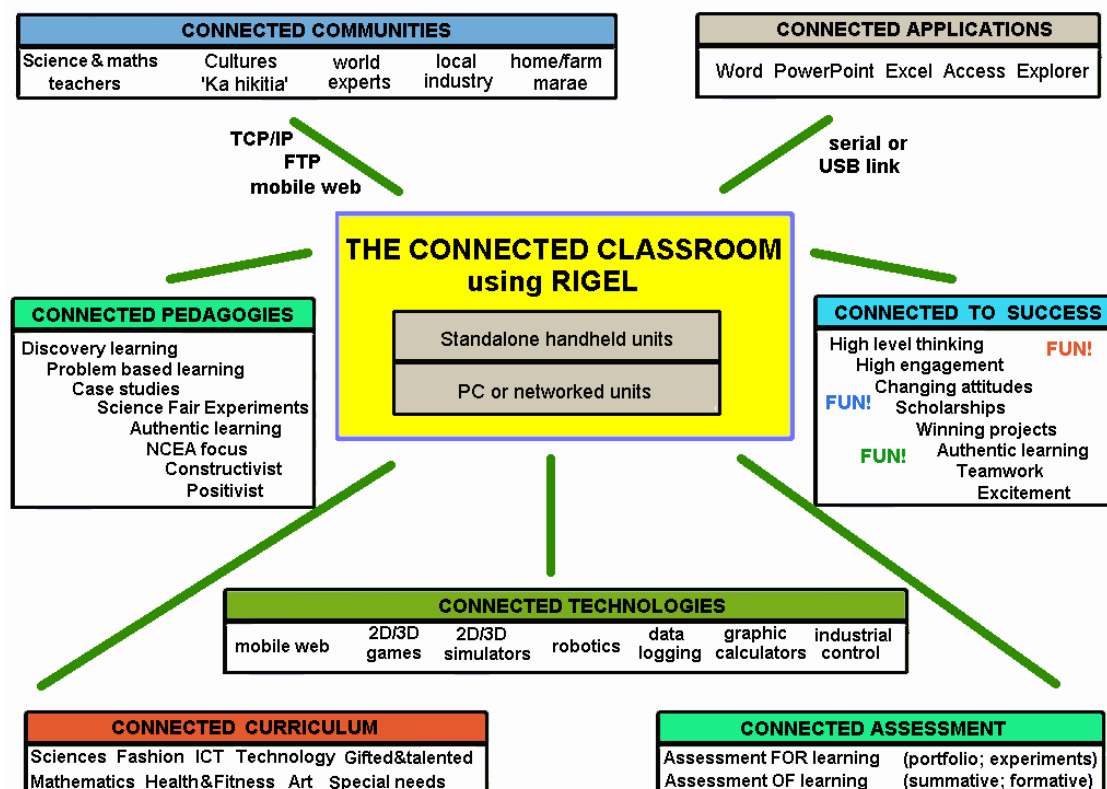 CONNECTED COMMUNITIES
Science & maths teachers
Cultures 'Ka hikitia'
world experts
local industry
home/farm marae
CONNECTED APPLICATIONS
Word PowerPoint Excel Access Explorer
TCP/IP
FTP
mobile web
serial or
USB link
THE CONNECTED CLASSROOM
using RIGEL
Standalone handheld units
PC or networked units
CONNECTED PEDAGOGIES
Discovery learning
Problem based learning
Case studies
Science Fair Experiments
Authentic learning
NCEA focus
Constructivist
Positivist
CONNECTED TO SUCCESS
High level thinking
FUN!
High engagement
Changing attitudes
FUN!
Scholarships
Winning projects
FUN!
Authentic learning
Teamwork
Excitement
CONNECTED TECHNOLOGIES
mobile web
2D/3D games
2D/3D simulators
robotics
data logging
graphic calculators
industrial control
CONNECTED CURRICULUM
Sciences Fashion ICT Technology Gifted&talented
Mathematics Health&Fitness Art Special needs
CONNECTED ASSESSMENT
Assessment FOR learning (portfolio; experiments)
Assessment OF learning (summative; formative)